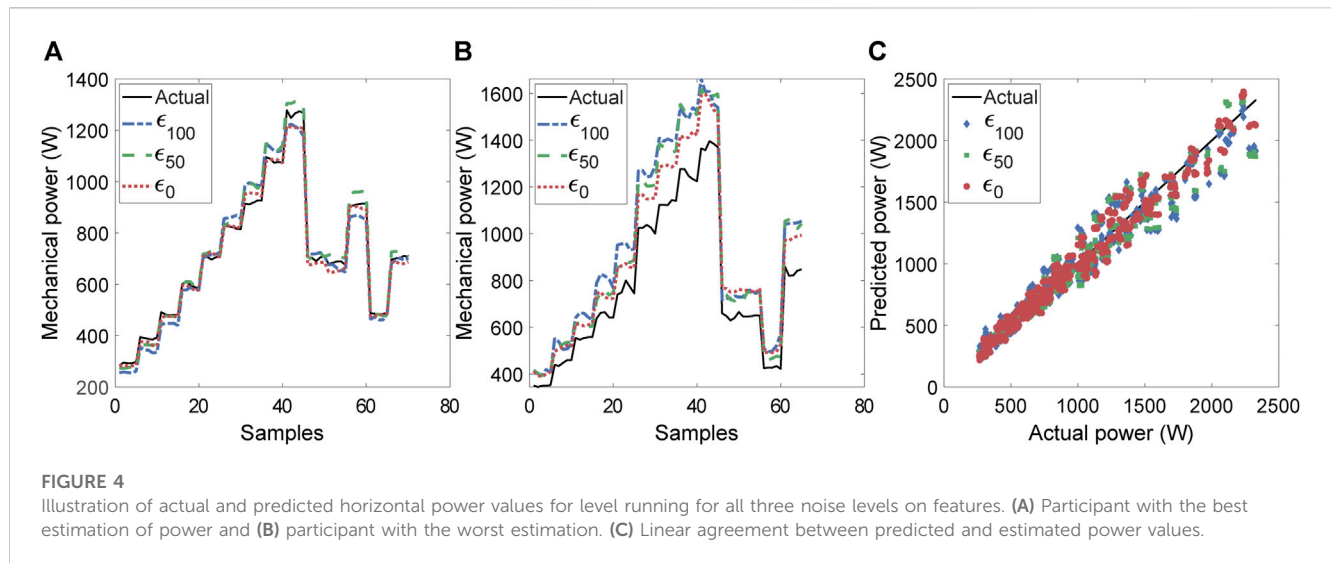 A
Mechanical power (W)
1400
1200
1000
800
600
400
200
0
20
40
60
80
Samples
Actual
ϵ100
ϵ50
ϵ0
B
Mechanical power (W)
1600
1400
1200
1000
800
600
400
0
20
40
60
80
Samples
Actual
ϵ100
ϵ50
ϵ0
C
Predicted power (W)
2500
2000
1500
1000
500
0
0
500
1000
1500
2000
2500
Actual power (W)
Actual
ϵ100
ϵ50
ϵ0
FIGURE 4
Illustration of actual and predicted horizontal power values for level running for all three noise levels on features. (A) Participant with the best
estimation of power and (B) participant with the worst estimation. (C) Linear agreement between predicted and estimated power values.